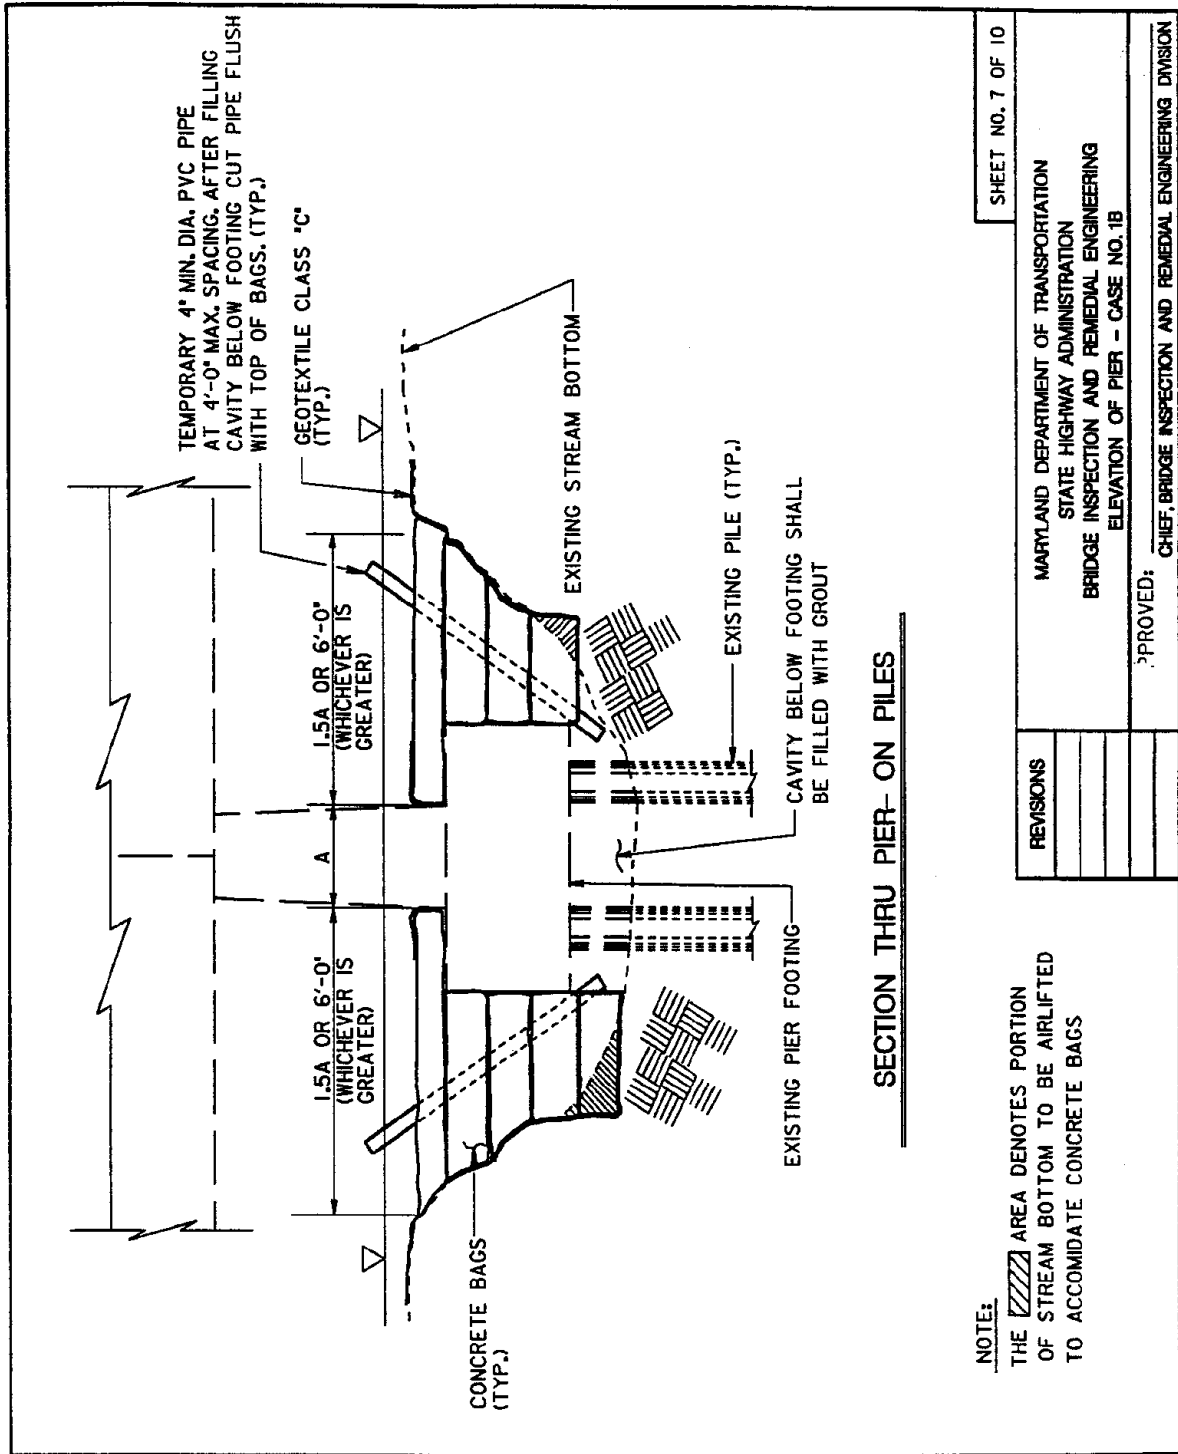 TEMPORARY 4" MIN. DIA. PVC PIPE
AT 4'-0" MAX. SPACING. AFTER FILLING
CAVITY BELOW FOOTING CUT PIPE FLUSH
WITH TOP OF BAGS. (TYP.)
GEOTEXTILE CLASS "C"
(TYP.)
1.5A OR 6'-0"
(WHICHEVER IS
GREATER)
A
1.5A OR 6'-0"
(WHICHEVER IS
GREATER)
CONCRETE BAGS
(TYP.)
EXISTING STREAM BOTTOM
EXISTING PILE (TYP.)
CAVITY BELOW FOOTING SHALL
BE FILLED WITH GROUT
EXISTING PIER FOOTING
SECTION THRU PIER- ON PILES
NOTE:
THE AREA DENOTES PORTION
OF STREAM BOTTOM TO BE AIRLIFTED
TO ACCOMIDATE CONCRETE BAGS
SHEET NO. 7 OF 10
REVISIONS
MARYLAND DEPARTMENT OF TRANSPORTATION
STATE HIGHWAY ADMINISTRATION
BRIDGE INSPECTION AND REMEDIAL ENGINEERING
ELEVATION OF PIER - CASE NO. 1B
PPROVED:
CHIEF, BRIDGE INSPECTION AND REMEDIAL ENGINEERING DIVISION